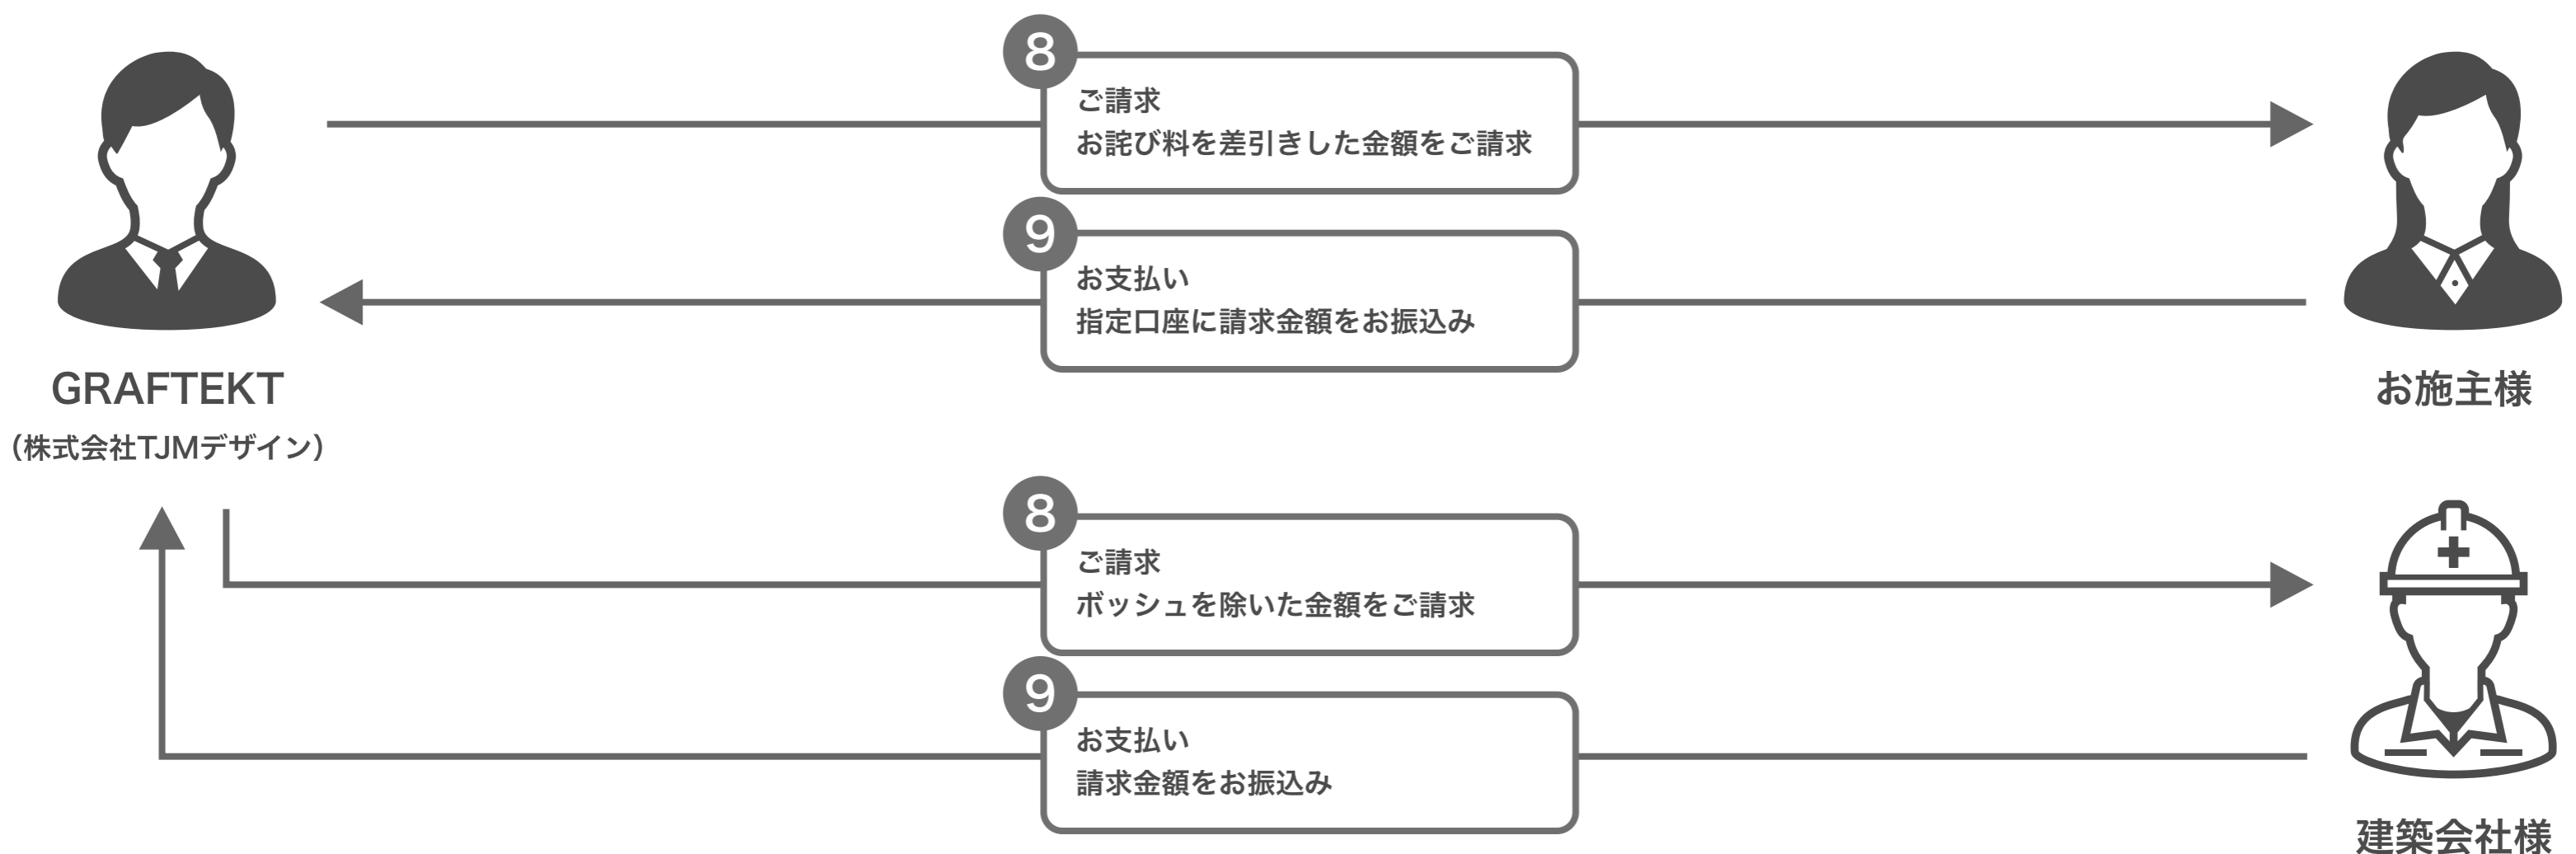 8
ご請求
お詫び料を差引きした金額をご請求
9
お支払い
指定口座に請求金額をお振込み
GRAFTEKT
（株式会社TJMデザイン）
お施主様
8
ご請求
ボッシュを除いた金額をご請求
9
お支払い
請求金額をお振込み
建築会社様